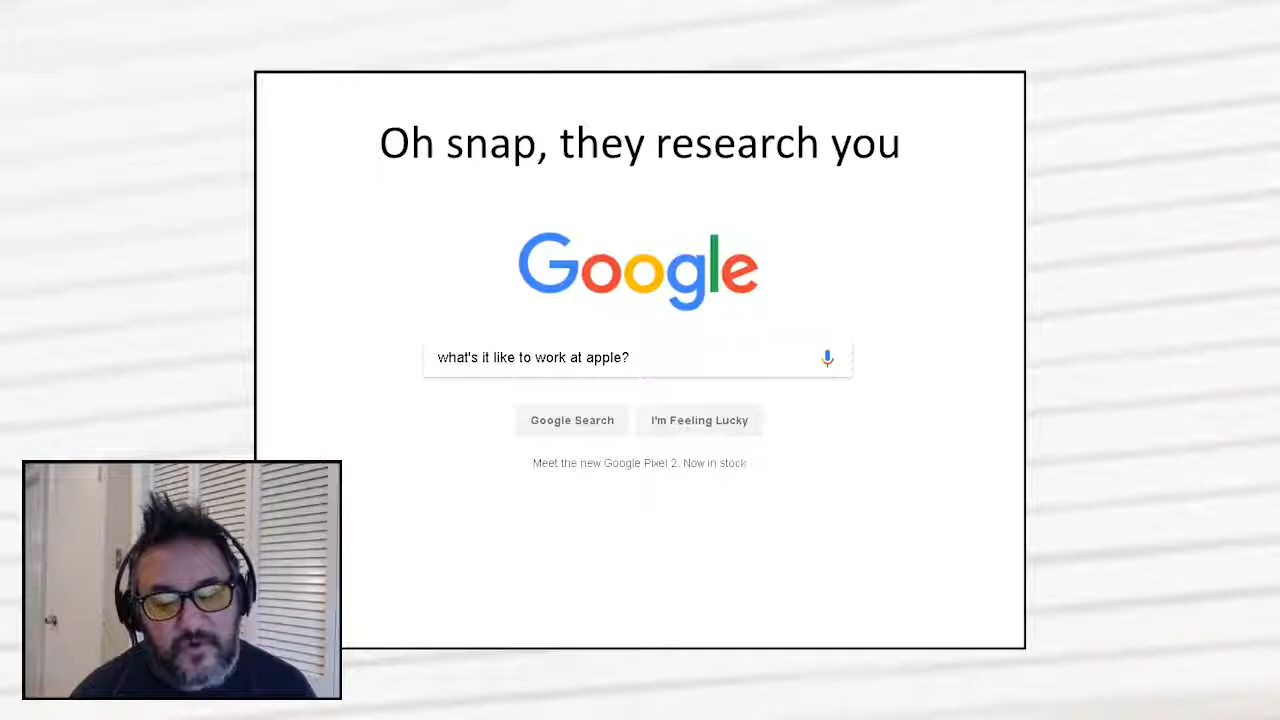 Oh snap, they research you
Google
what's it like to work at apple?
Google Search
I'm Feeling Lucky
Meet the new Google Pixel 2. Now in stock